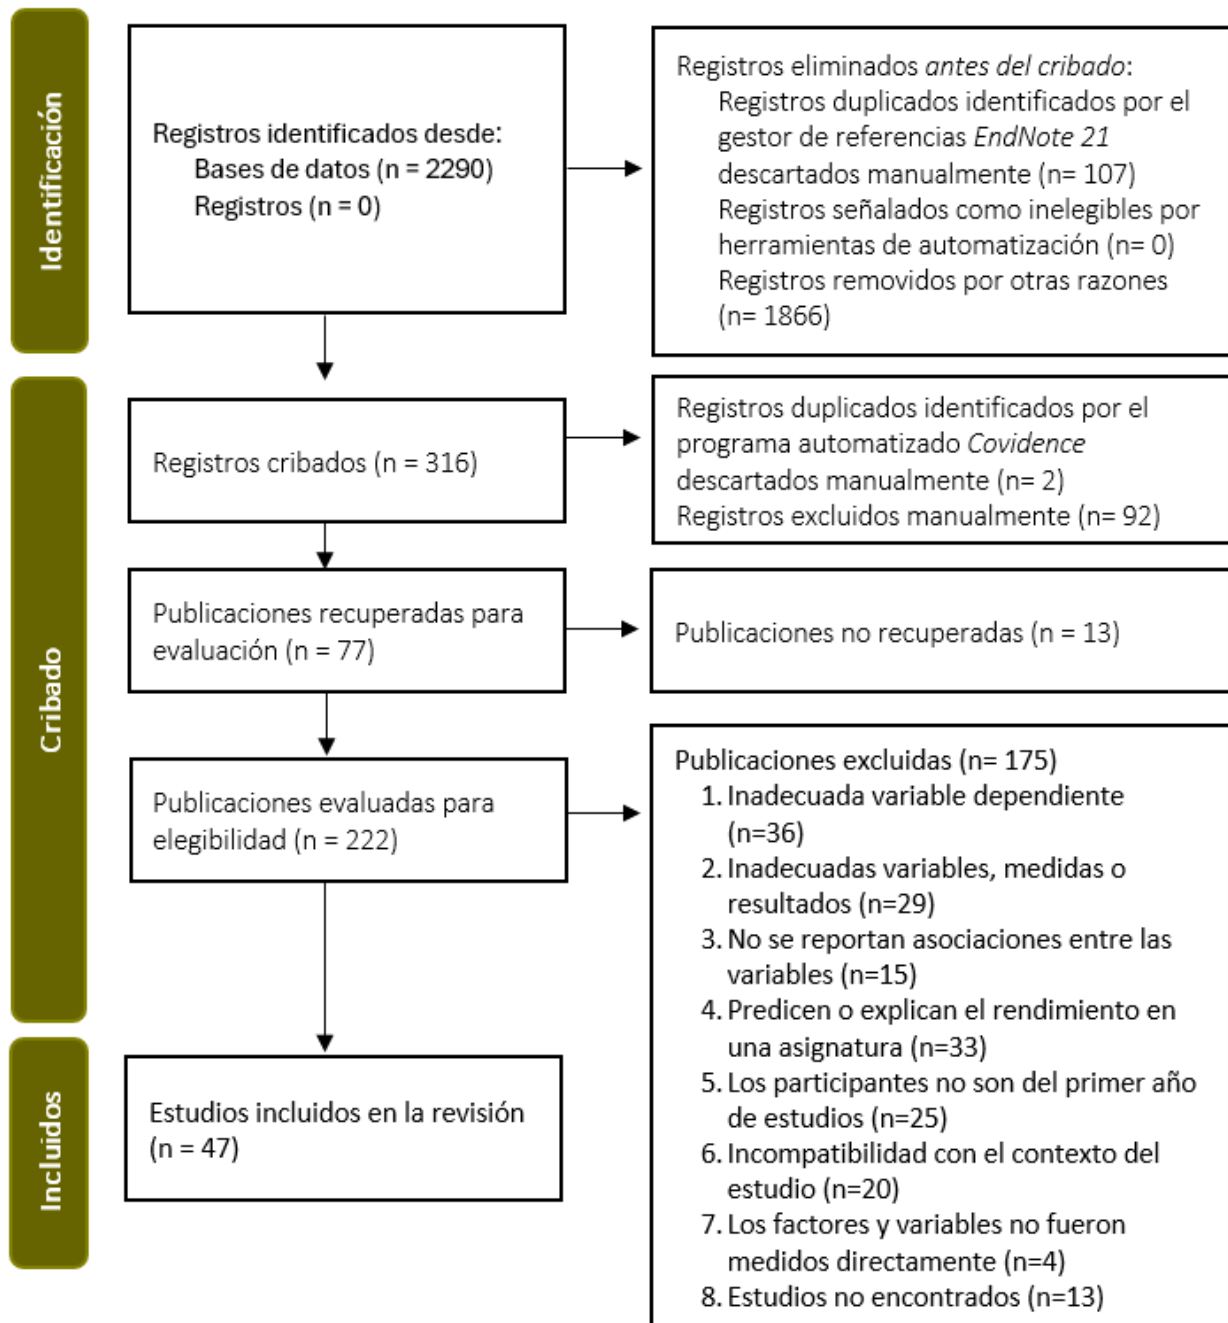 Identificación
Registros identificados desde:
Bases de datos (n = 2290)
Registros (n = 0)
Registros eliminados antes del cribado:
Registros duplicados identificados por el
gestor de referencias EndNote 21
descartados manualmente (n= 107)
Registros señalados como inelegibles por
herramientas de automatización (n= 0)
Registros removidos por otras razones
(n= 1866)
Cribado
Registros cribados (n = 316)
Registros duplicados identificados por el
programa automatizado Covidence
descartados manualmente (n= 2)
Registros excluidos manualmente (n= 92)
Publicaciones recuperadas para
evaluación (n = 77)
Publicaciones no recuperadas (n = 13)
Publicaciones evaluadas para
elegibilidad (n = 222)
Publicaciones excluidas (n= 175)
1. Inadecuada variable dependiente
(n=36)
2. Inadecuadas variables, medidas o
resultados (n=29)
3. No se reportan asociaciones entre las
variables (n=15)
4. Predicen o explican el rendimiento en
una asignatura (n=33)
5. Los participantes no son del primer año
de estudios (n=25)
6. Incompatibilidad con el contexto del
estudio (n=20)
7. Los factores y variables no fueron
medidos directamente (n=4)
8. Estudios no encontrados (n=13)
Incluidos
Estudios incluidos en la revisión
(n = 47)